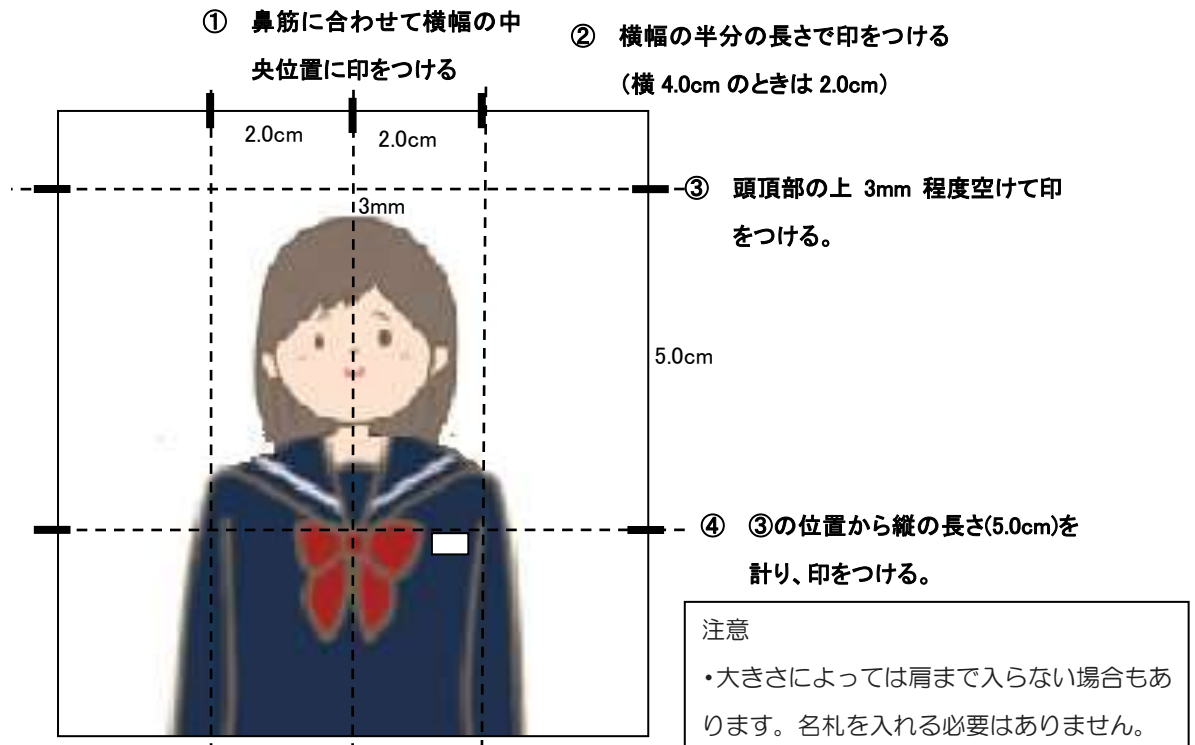 ① 鼻筋に合わせて横幅の中
央位置に印をつける
② 横幅の半分の長さで印をつける
（横 4.0cm のときは 2.0cm）
2.0cm
2.0cm
③ 頭頂部の上 3mm 程度空けて印
をつける。
3mm
5.0cm
④ ③の位置から縦の長さ(5.0cm)を
計り、印をつける。
注意
・大きさによっては肩まで入らない場合もあ
ります。名札を入れる必要はありません。